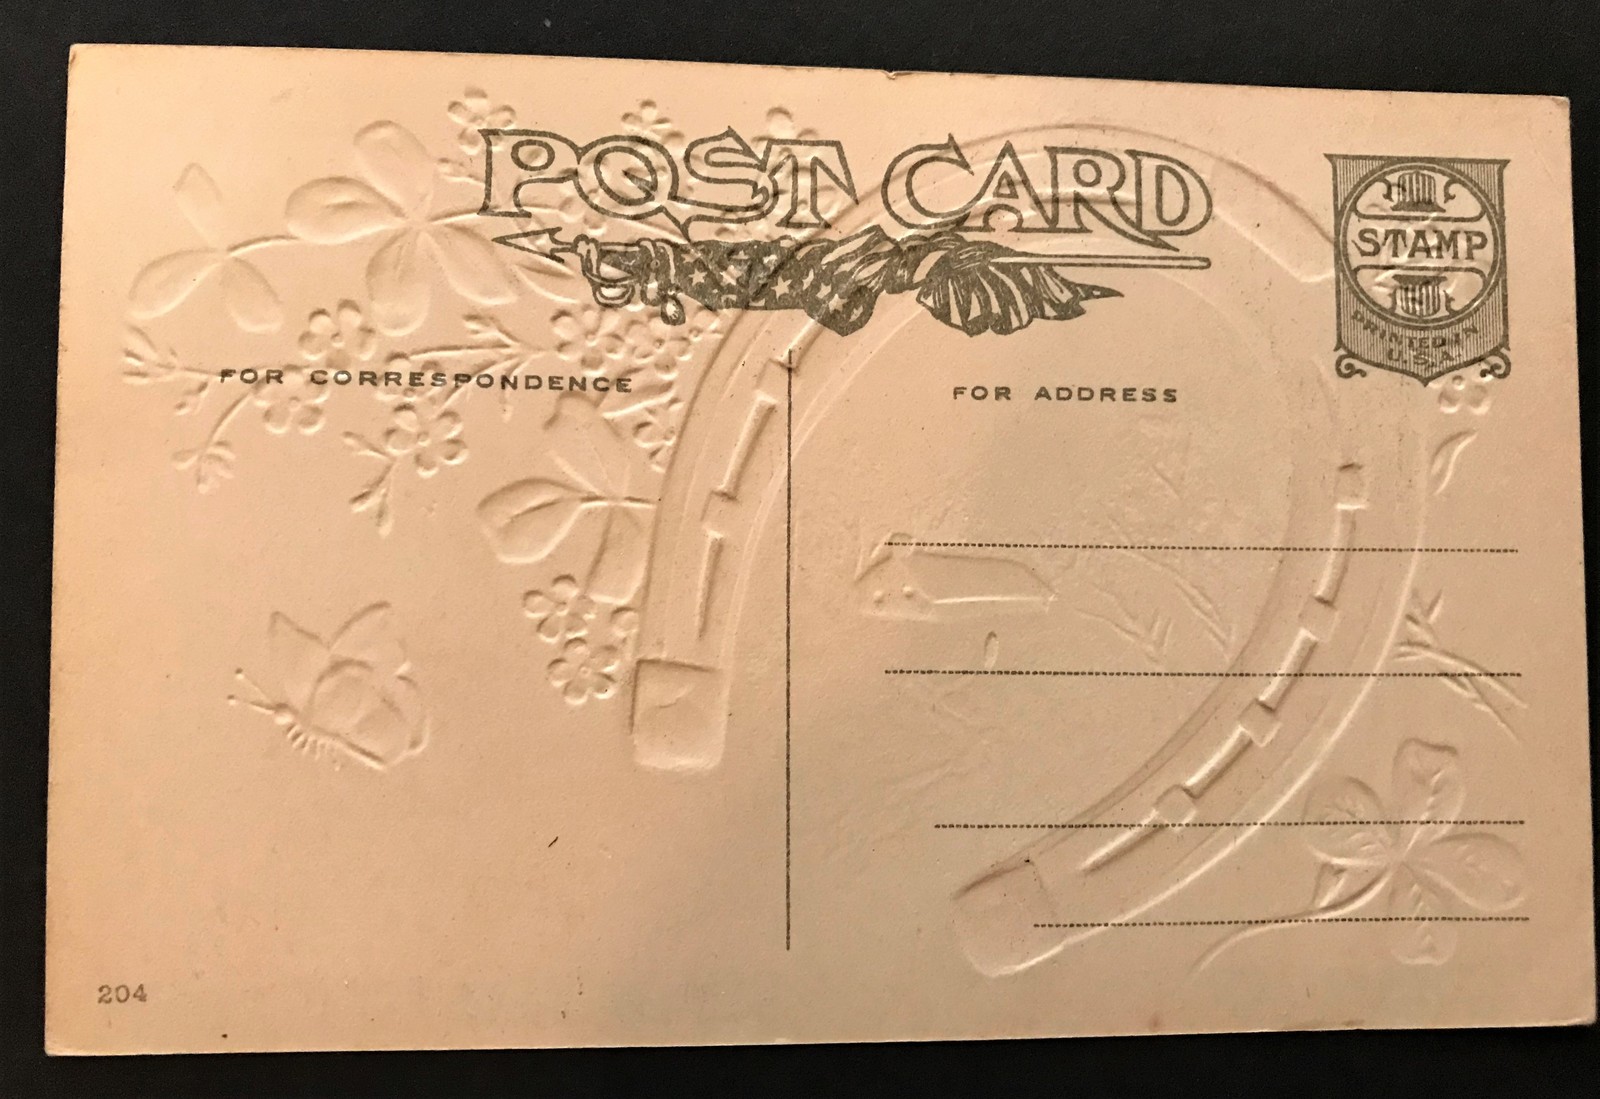 POST CARD
STAMP
PRINTED IN
U.S.A.
FOR CORRESPONDENCE
FOR ADDRESS
204